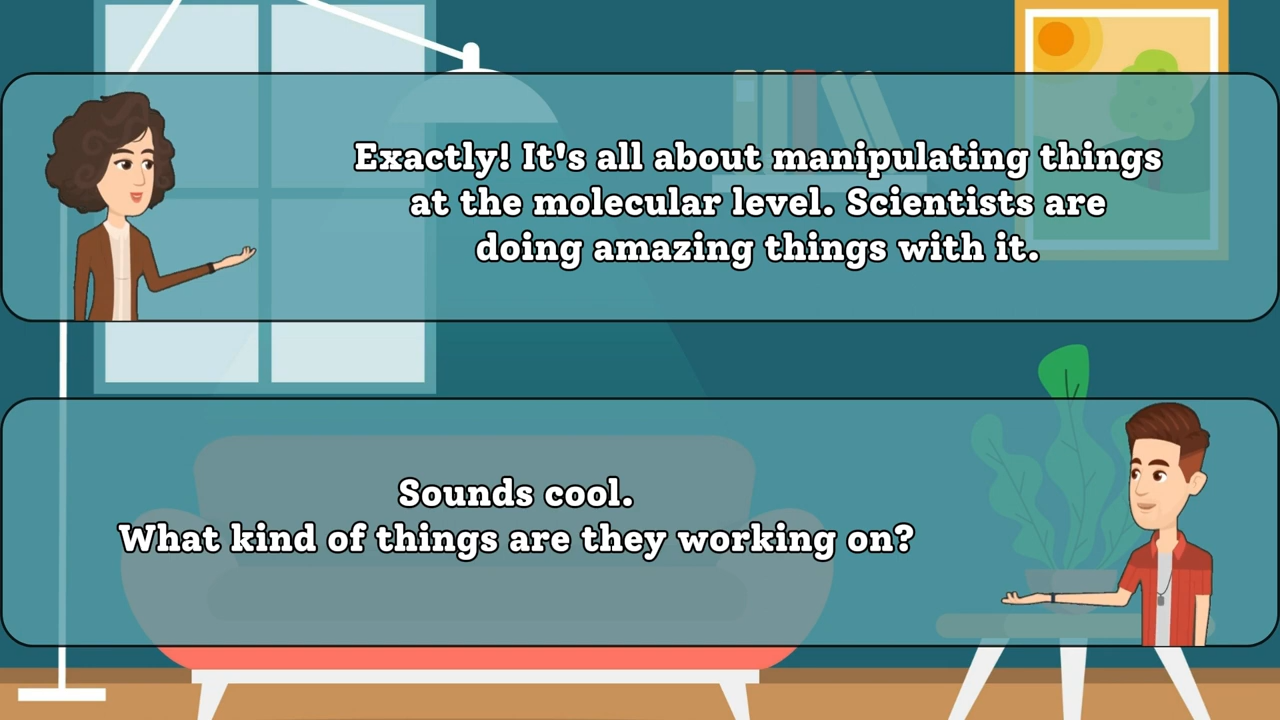 Exactly! It's all about manipulating things
at the molecular level. Scientists are
doing amazing things with it.
Sounds cool.
What kind of things are they working on?